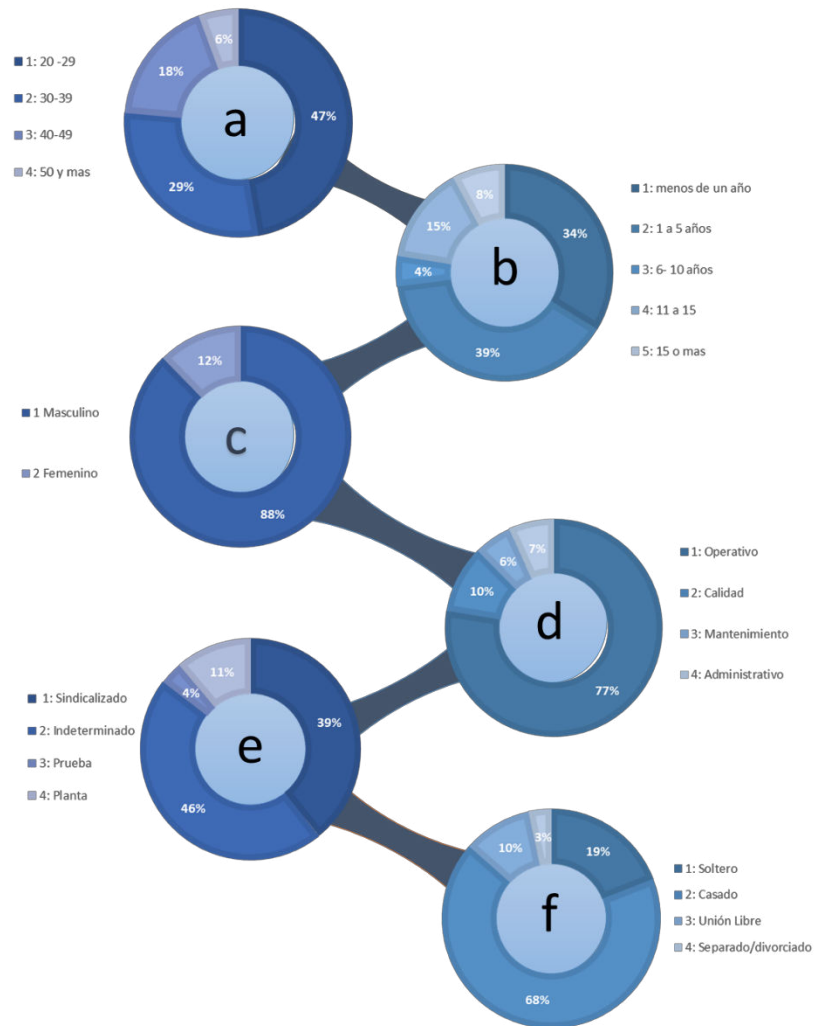 1: 20 -29
2: 30-39
3: 40-49
4: 50 y mas
6%
18%
47%
29%
a
1: menos de un año
2: 1 a 5 años
3: 6- 10 años
4: 11 a 15
5: 15 o mas
8%
15%
34%
4%
39%
b
1 Masculino
2 Femenino
12%
88%
c
1: Operativo
2: Calidad
3: Mantenimiento
4: Administrativo
7%
6%
10%
77%
d
1: Sindicalizado
2: Indeterminado
3: Prueba
4: Planta
11%
4%
39%
46%
e
1: Soltero
2: Casado
3: Unión Libre
4: Separado/divorciado
3%
10%
19%
68%
f